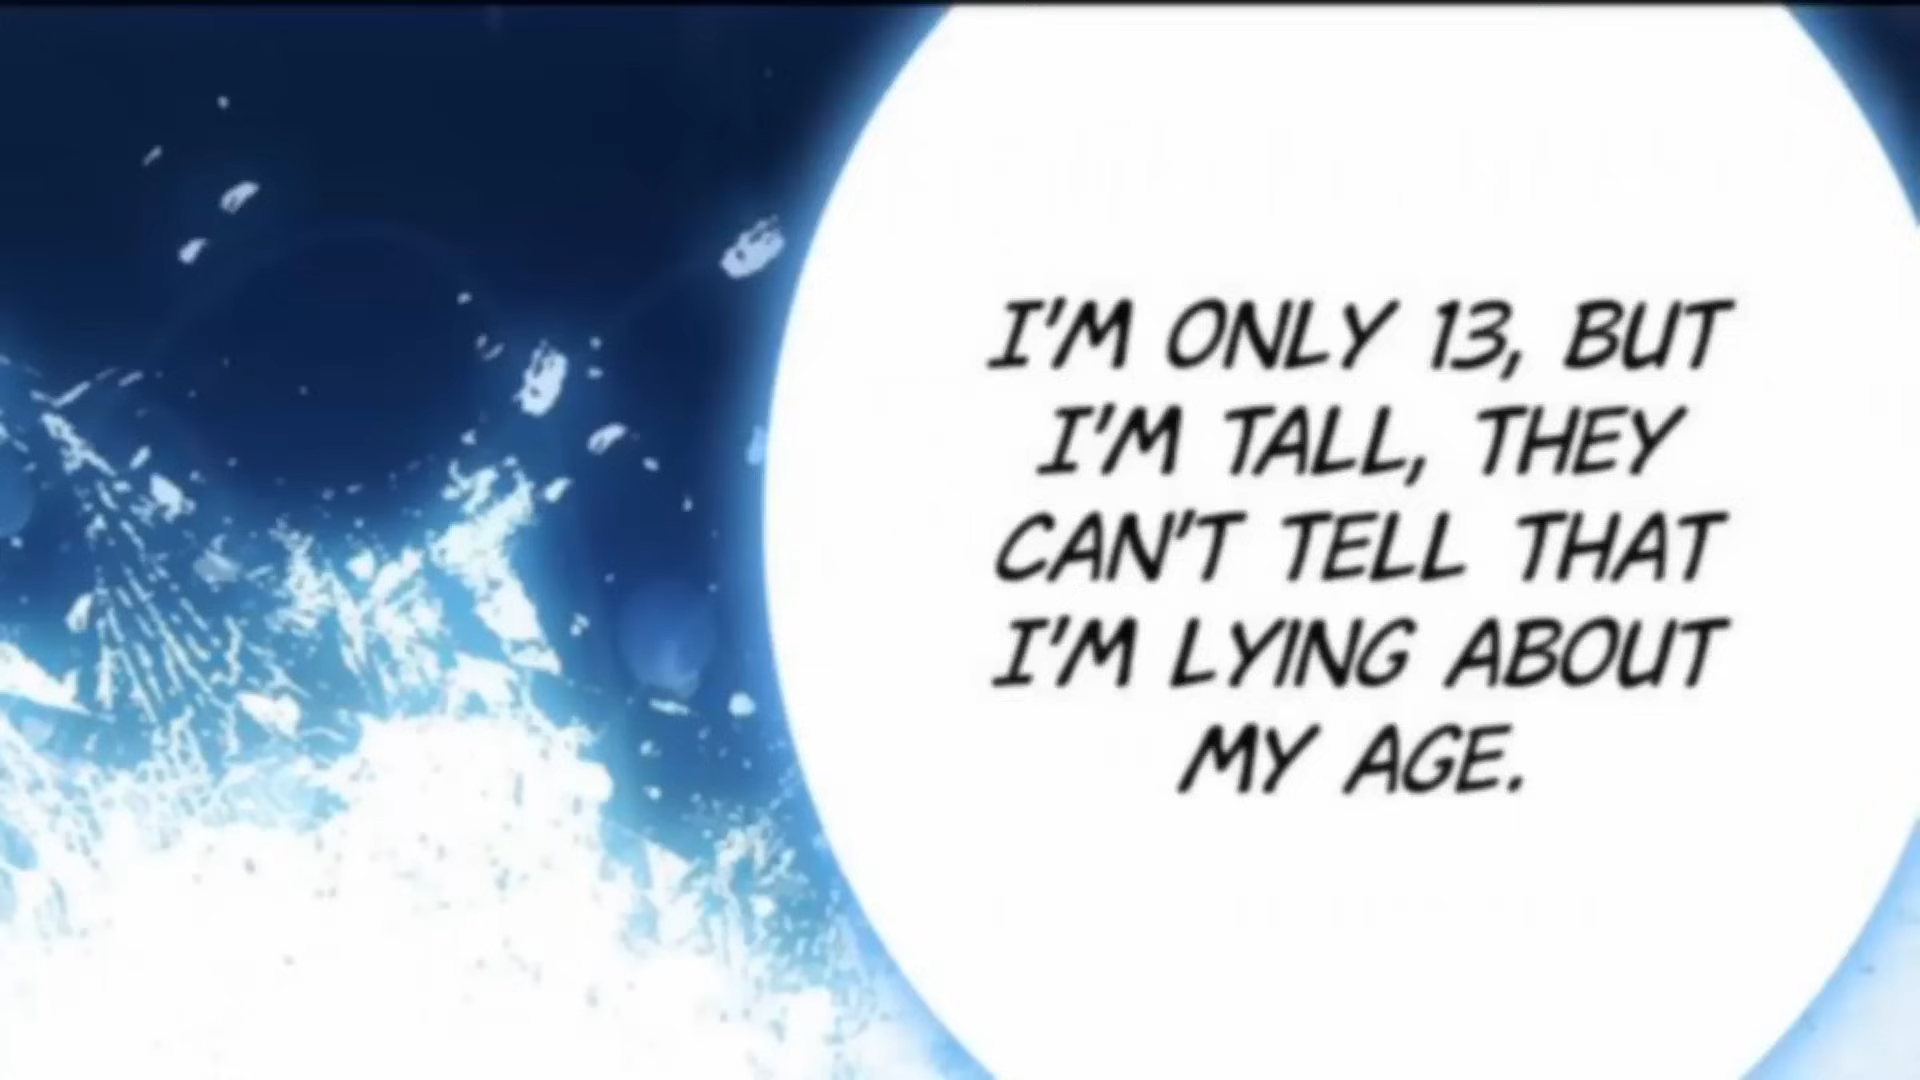 I'M ONLY 13, BUT
I'M TALL, THEY
CAN'T TELL THAT
I'M LYING ABOUT
MY AGE.